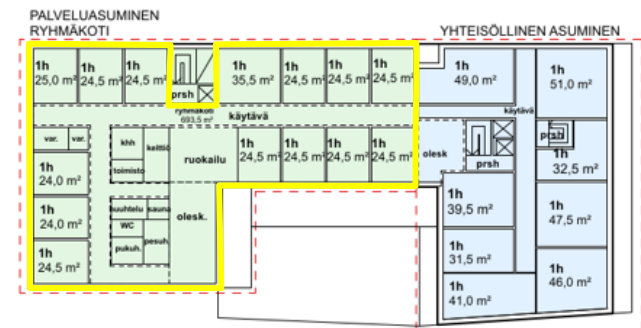 PALVELUASUMINEN
RYHMÄKOTI
YHTEISÖLLINEN ASUMINEN
1h
25,0 m²
1h
24,5 m²
1h
24,5 m²
prsh
1h
35,5 m²
1h
24,5 m²
1h
24,5 m²
1h
24,5 m²
1h
49,0 m²
1h
51,0 m²
ryhmäkoti
693,5 m²
käytävä
käytävä
var.
var.
khh
keittiö
toimisto
ruokailu
1h
24,5 m²
1h
24,5 m²
1h
24,5 m²
1h
24,5 m²
olesk
prsh
prsh
1h
32,5 m²
1h
24,0 m²
1h
24,0 m²
1h
24,5 m²
huuhtelu
sauna
WC
pukuh.
pesuh.
olesk.
1h
39,5 m²
1h
47,5 m²
1h
31,5 m²
1h
46,0 m²
1h
41,0 m²